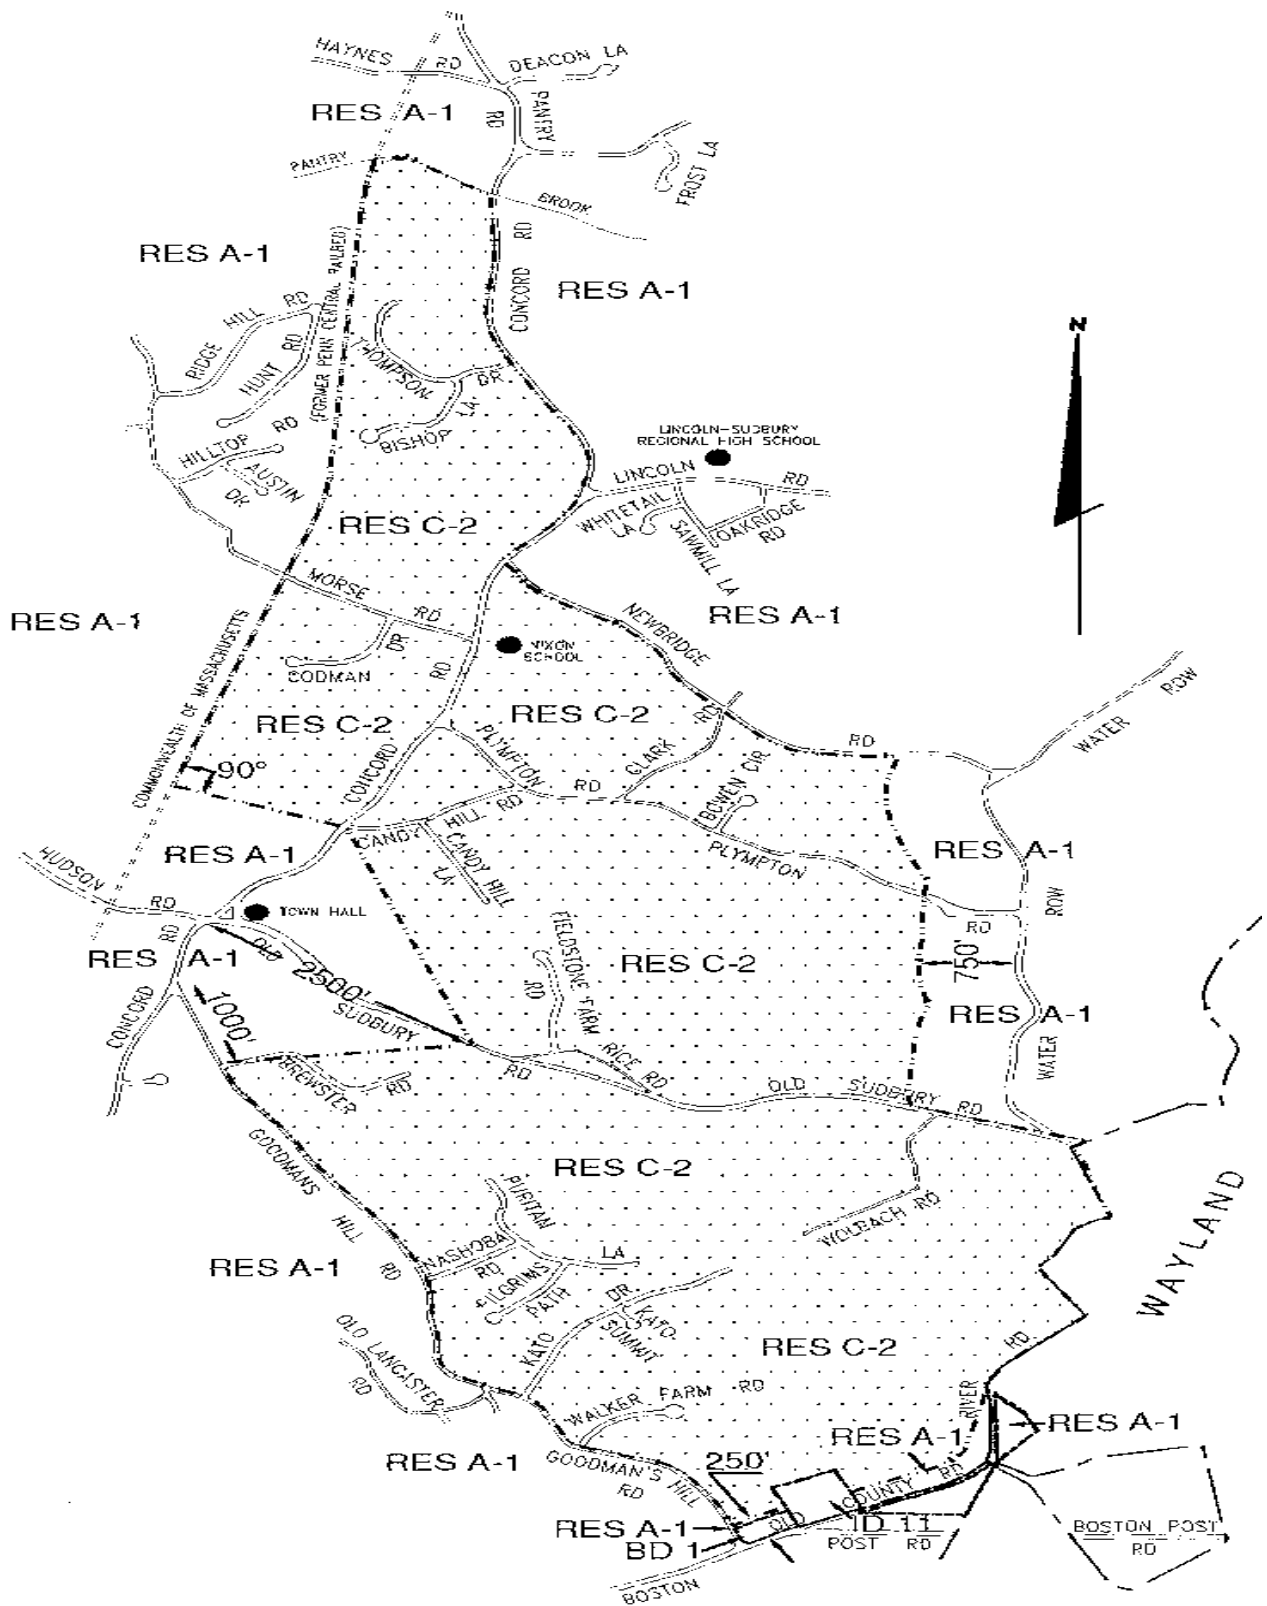 HAYNES RD
DEACON LA
RES A-1
PANTRY RD
FROST LA
PANTRY
BROOK
RES A-1
RES A-1
CONCORD RD
(FORMER PENN CENTRAL RAILBED)
RIDGE HILL RD
HUNT RD
THOMPSON DR
BISHOP LA
HILLTOP RD
AUSTIN
LINCOLN-SUDBURY
REGIONAL HIGH SCHOOL
LINCOLN RD
WHITETAIL
LA
SAWMILL LA
OAKRIDGE
RD
RES C-2
MORSE RD
RES A-1
RES A-1
NEWBRIDGE RD
NIXON
SCHOOL
CODMAN DR
COMMONWEALTH OF MASSACHUSETTS
RES C-2
RES C-2
CONCORD RD
PLYMPTON RD
CLARK RD
BOWEN CIR
WATER ROW
90°
CANDY HILL RD
CANDY HILL
LA
PLYMPTON RD
RES A-1
RES A-1
HUDSON RD
TOWN HALL
RES A-1
CONCORD RD
OLD SUDBURY RD
2500'
1000'
FIELDSTONE FARM
RD
RES C-2
750'
RES A-1
WATER ROW
BREWSTER RD
RICE RD
OLD SUDBURY RD
GOODMANS HILL RD
RES C-2
WOLBACH RD
WAYLAND
PURITAN LA
NASHOBA
RD
PILGRIMS
PATH
RES A-1
KATO DR
KATO
SUMMIT
OLD LANCASTER
RD
RES C-2
RIVER RD
WALKER FARM RD
RES A-1
RES A-1
RES A-1
GOODMAN'S HILL
RD
250'
OLD COUNTY RD
RES A-1
BD 1
ID 11
BOSTON POST RD
BOSTON POST
RD
N